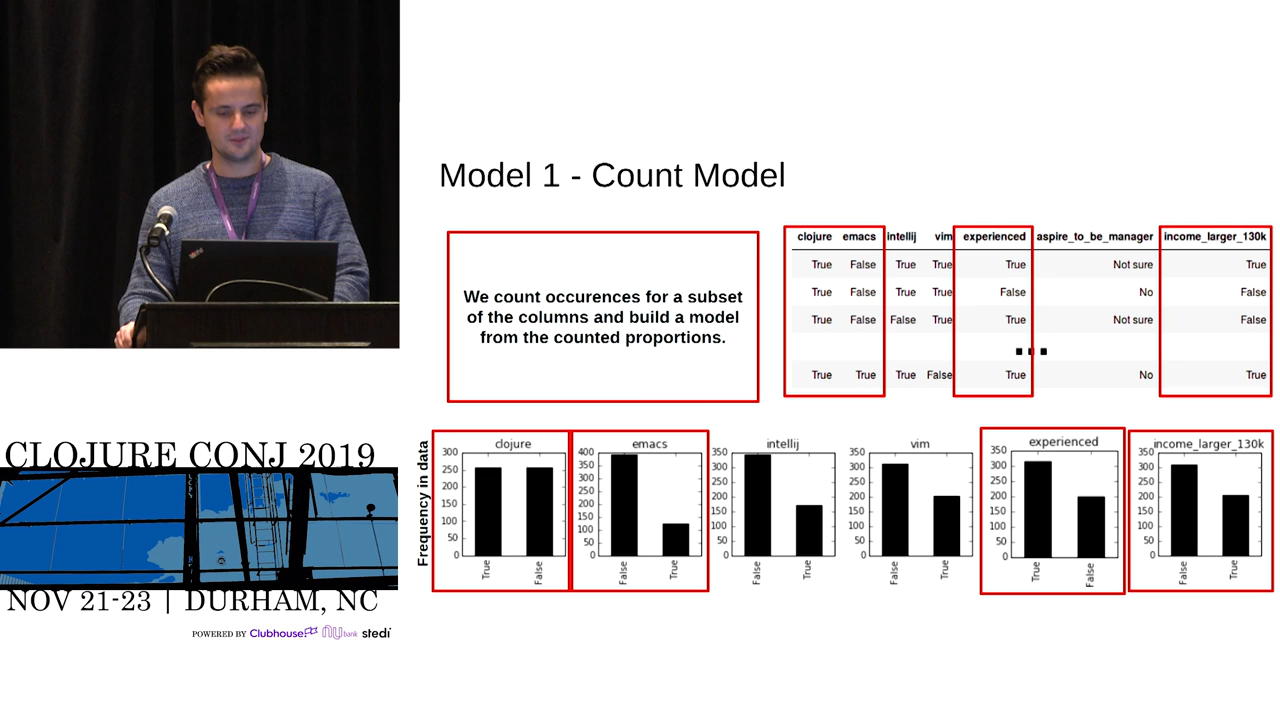 Model 1 - Count Model
We count occurences for a subset
of the columns and build a model
from the counted proportions.
clojure emacs intellij vim experienced aspire_to_be_manager income_larger_130k
True False True True True Not sure True
True False True True False No False
True False False True True Not sure False
...
True True True False True No True
Frequency in data
clojure
300
250
200
150
100
50
0
True False
emacs
400
350
300
250
200
150
100
50
0
False True
intellij
350
300
250
200
150
100
50
0
False True
vim
350
300
250
200
150
100
50
0
False True
experienced
350
300
250
200
150
100
50
0
True False
income_larger_130k
350
300
250
200
150
100
50
0
False True
CLOJURE CONJ 2019
NOV 21-23 | DURHAM, NC
POWERED BY Clubhouse nu bank stedi